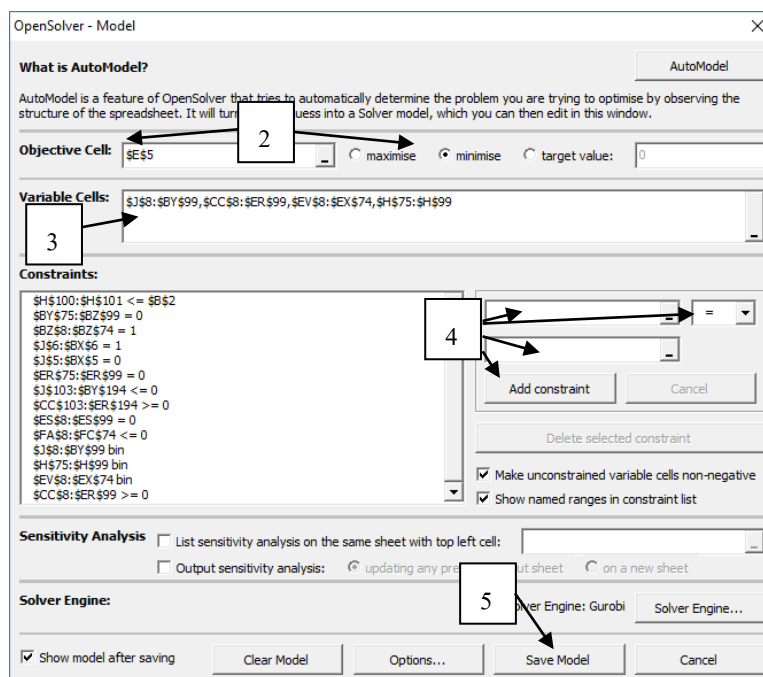 OpenSolver - Model
What is AutoModel?
AutoModel
AutoModel is a feature of OpenSolver that tries to automatically determine the problem you are trying to optimise by observing the
structure of the spreadsheet. It will turn uess into a Solver model, which you can then edit in this window.
2
Objective Cell:
$E$5
maximise
minimise
target value:
0
Variable Cells:
$J$8:$BY$99,$CC$8:$ER$99,$EV$8:$EX$74,$H$75:$H$99
3
Constraints:
$H$100:$H$101 <= $B$2
$BY$75:$BZ$99 = 0
$BZ$8:$BZ$74 = 1
$J$6:$BX$6 = 1
$J$5:$BX$5 = 0
$ER$75:$ER$99 = 0
$J$103:$BY$194 <= 0
$CC$103:$ER$194 >= 0
$ES$8:$ES$99 = 0
$FA$8:$FC$74 <= 0
$J$8:$BY$99 bin
$H$75:$H$99 bin
$EV$8:$EX$74 bin
$CC$8:$ER$99 >= 0
4
=
Add constraint
Cancel
Delete selected constraint
Make unconstrained variable cells non-negative
Show named ranges in constraint list
Sensitivity Analysis
List sensitivity analysis on the same sheet with top left cell:
Output sensitivity analysis:
updating any pre ut sheet
on a new sheet
5
Solver Engine:
olver Engine: Gurobi
Solver Engine...
Show model after saving
Clear Model
Options...
Save Model
Cancel